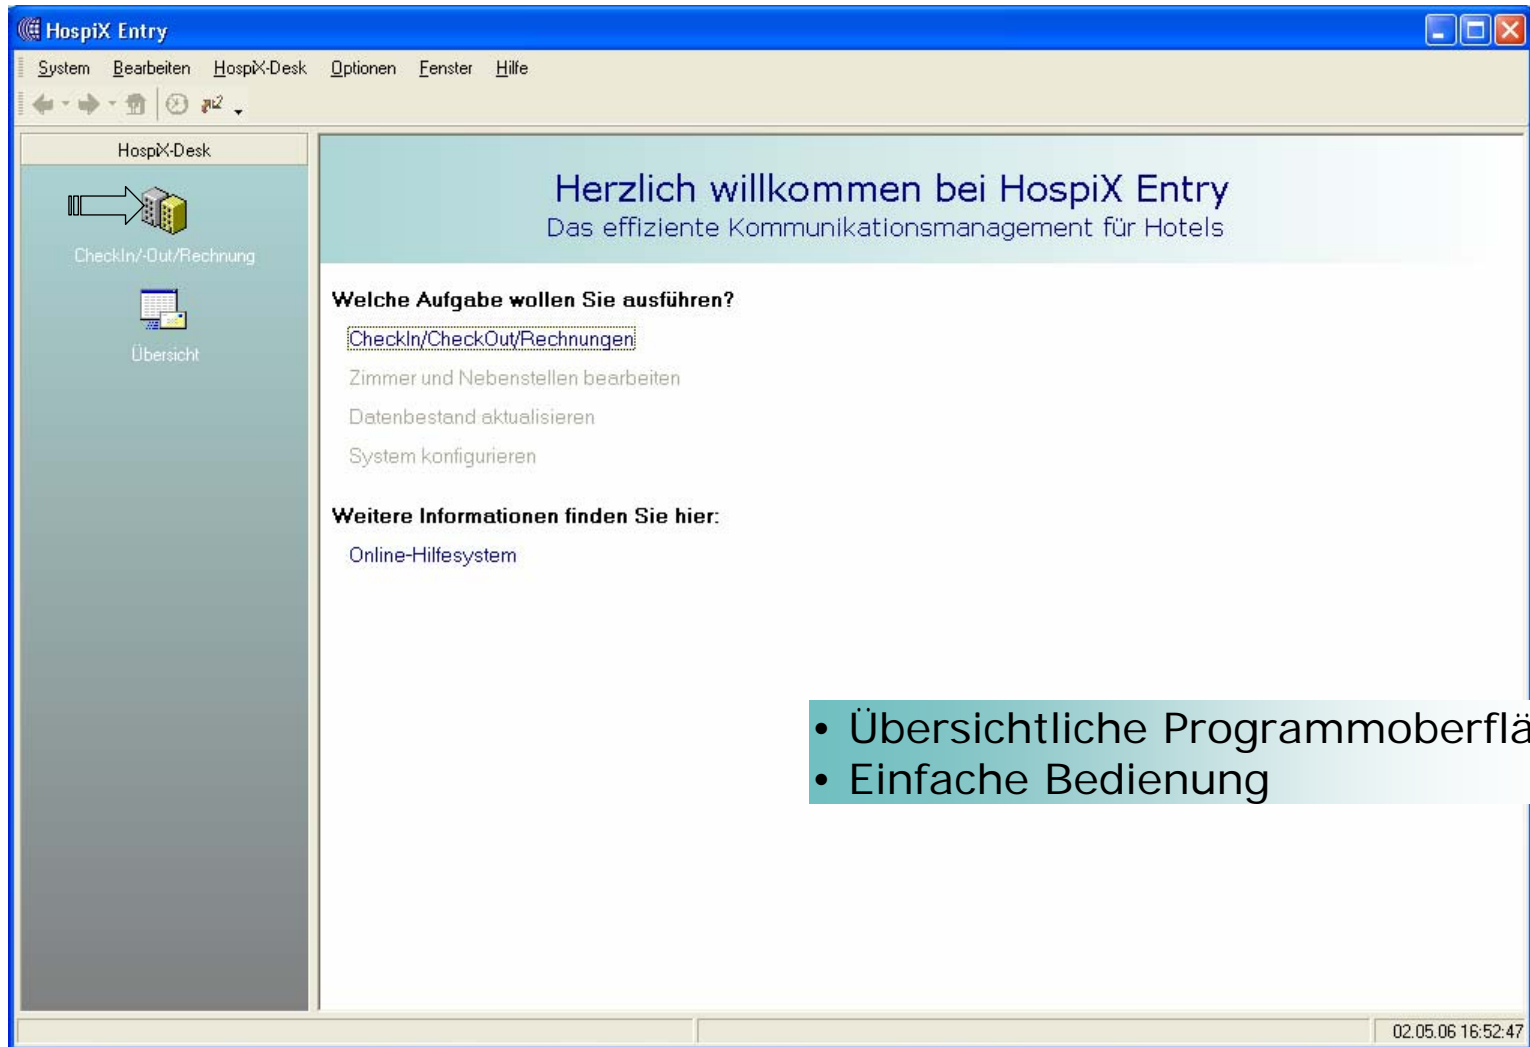 HospiX Entry
System Bearbeiten HospiX-Desk Optionen Fenster Hilfe
HospiX-Desk
CheckIn/-Out/Rechnung
Übersicht
Herzlich willkommen bei HospiX Entry
Das effiziente Kommunikationsmanagement für Hotels
Welche Aufgabe wollen Sie ausführen?
CheckIn/CheckOut/Rechnungen
Zimmer und Nebenstellen bearbeiten
Datenbestand aktualisieren
System konfigurieren
Weitere Informationen finden Sie hier:
Online-Hilfesystem
• Übersichtliche Programmoberflä
• Einfache Bedienung
02.05.06 16:52:47